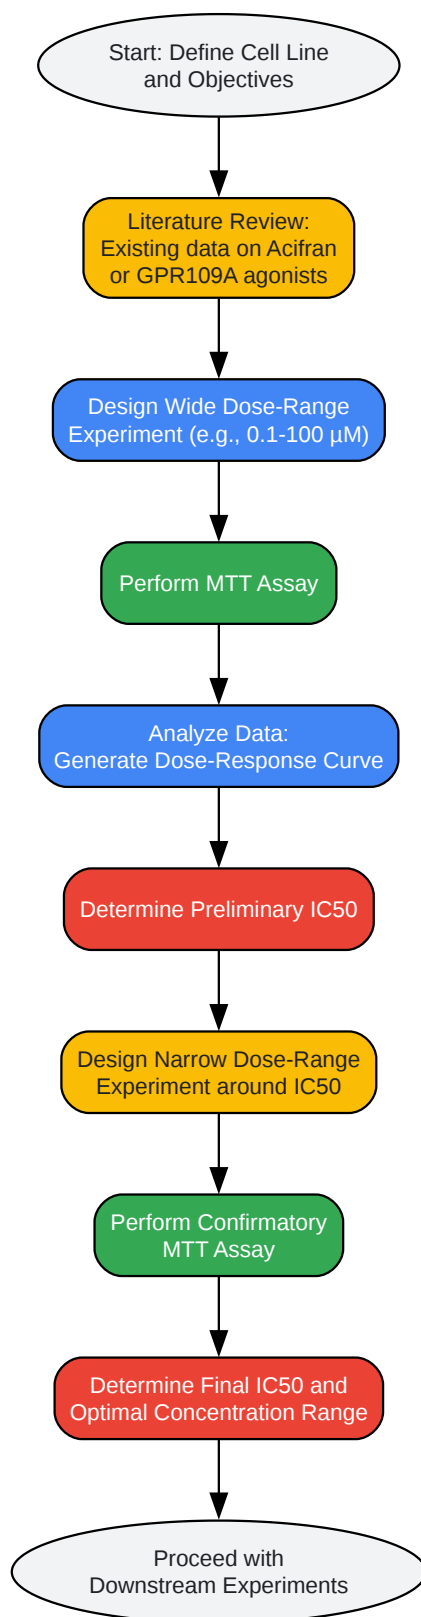 Start: Define Cell Line
and Objectives
Literature Review:
Existing data on Acifran
or GPR109A agonists
Design Wide Dose-Range
Experiment (e.g., 0.1-100 µM)
Perform MTT Assay
Analyze Data:
Generate Dose-Response Curve
Determine Preliminary IC50
Design Narrow Dose-Range
Experiment around IC50
Perform Confirmatory
MTT Assay
Determine Final IC50 and
Optimal Concentration Range
Proceed with
Downstream Experiments